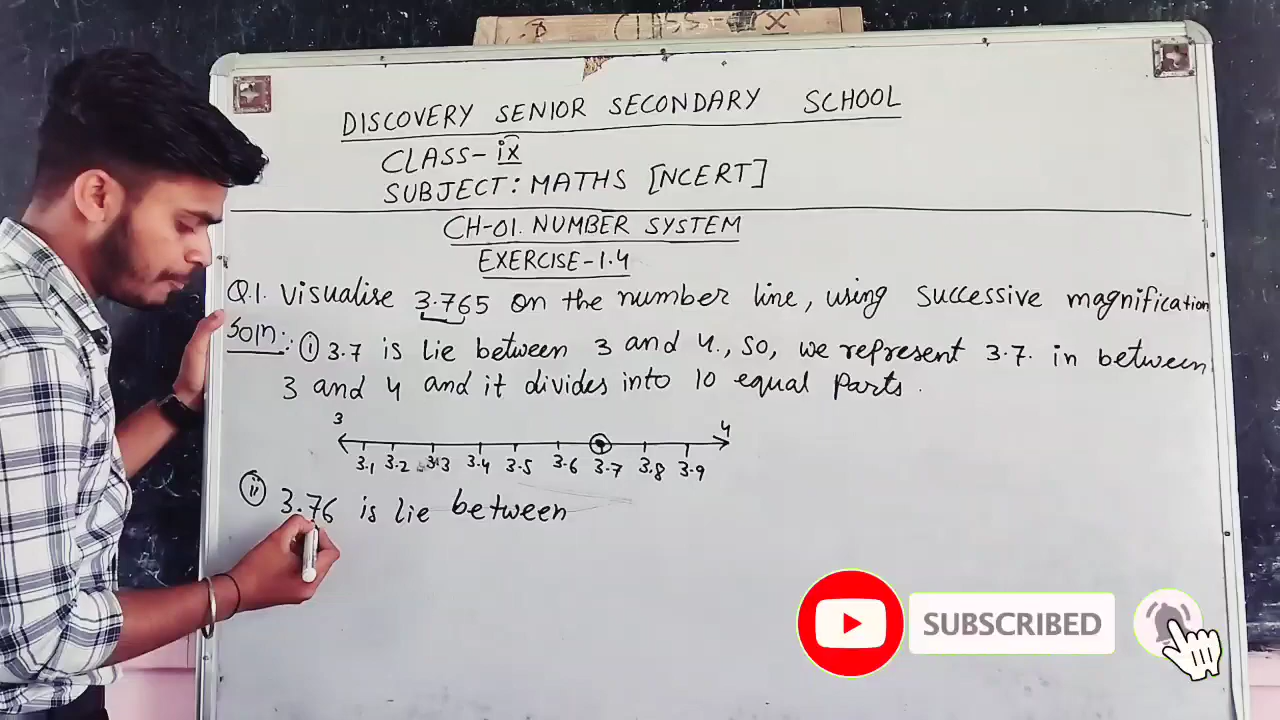 CLASS - IX
DISCOVERY SENIOR SECONDARY SCHOOL
CLASS- ix
SUBJECT: MATHS [NCERT]
CH-01. NUMBER SYSTEM
EXERCISE-1.4
Q.1. Visualise 3.765 on the number line, using successive magnification
Soln:. (i) 3.7 is lie between 3 and 4., so, we represent 3.7. in between
3 and 4 and it divides into 10 equal Parts.
3 4
3.1 3.2 3.3 3.4 3.5 3.6 3.7 3.8 3.9
(ii) 3.76 is lie between
SUBSCRIBED